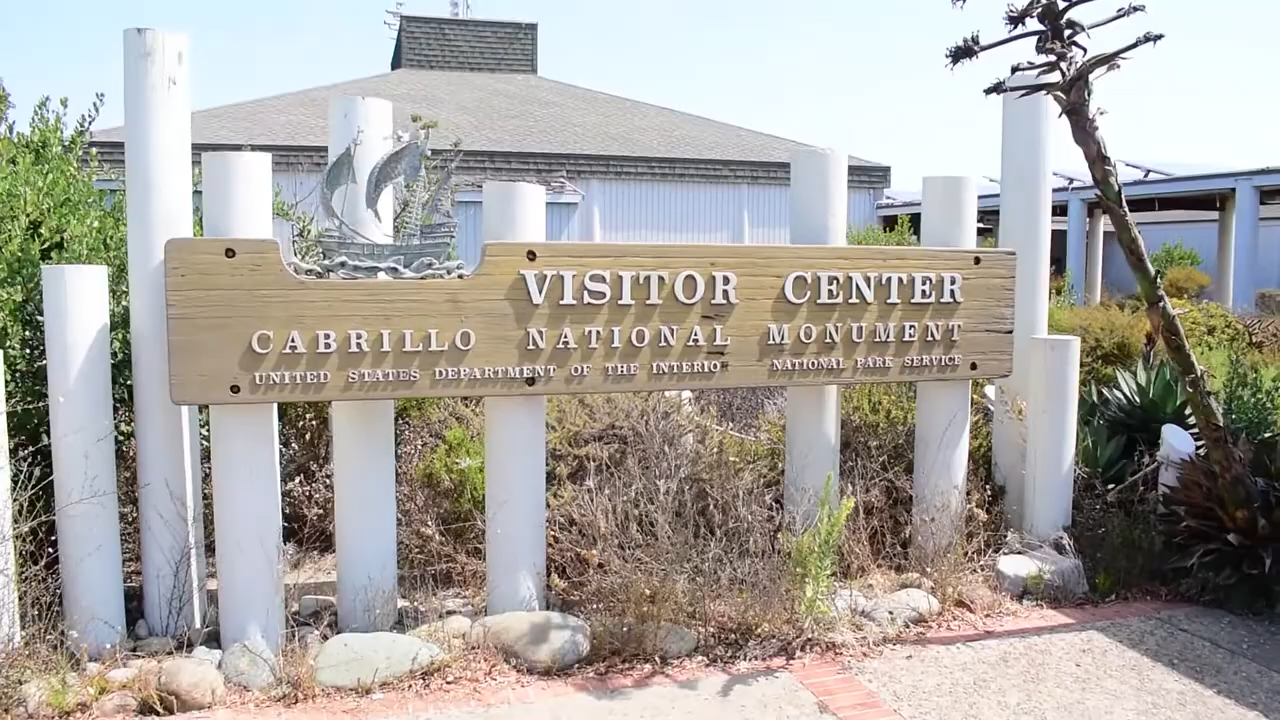 VISITOR CENTER
CABRILLO NATIONAL MONUMENT
UNITED STATES DEPARTMENT OF THE INTERIO NATIONAL PARK SERVICE